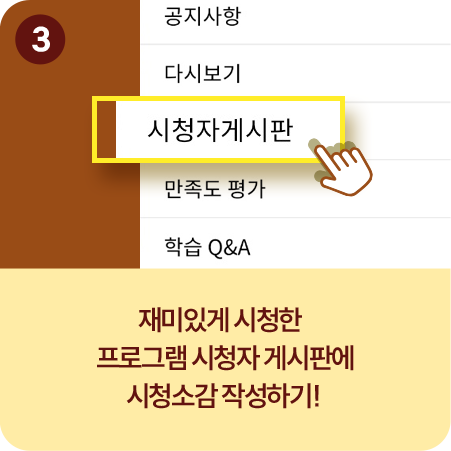 3
공지사항
다시보기
시청자게시판
만족도 평가
학습 Q&A
재미있게 시청한
프로그램 시청자 게시판에
시청소감 작성하기!